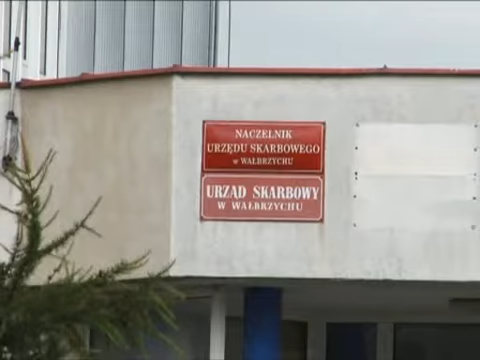 NACZELNIK
URZĘDU SKARBOWEGO
w WAŁBRZYCHU
URZĄD SKARBOWY
W WAŁBRZYCHU